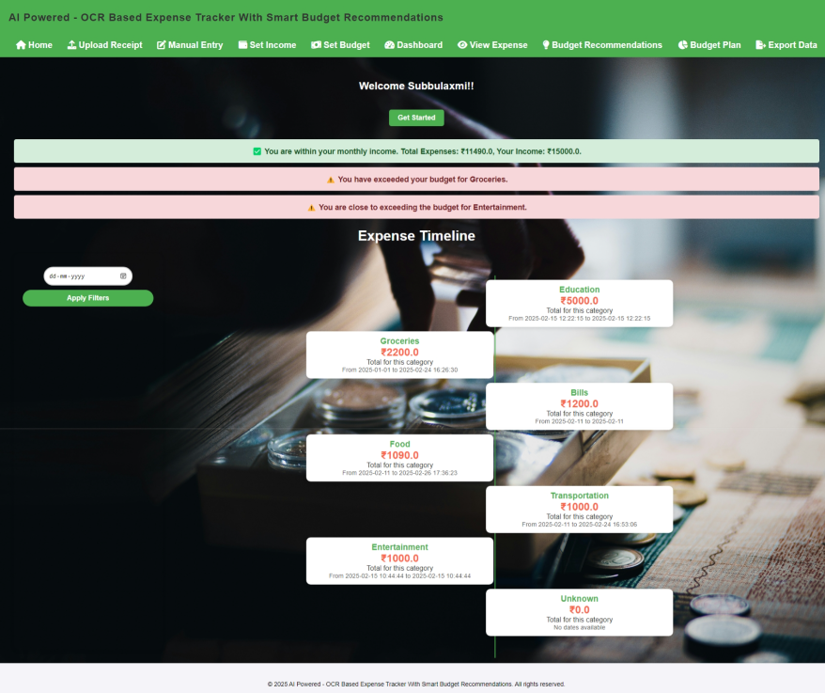 AI Powered - OCR Based Expense Tracker With Smart Budget Recommendations
Home Upload Receipt Manual Entry Set Income Set Budget Dashboard View Expense Budget Recommendations Budget Plan Export Data
Welcome Subbulaxmi!!
Get Started
✅ You are within your monthly income. Total Expenses: ₹11490.0, Your Income: ₹15000.0.
⚠️ You have exceeded your budget for Groceries.
⚠️ You are close to exceeding the budget for Entertainment.
Expense Timeline
dd-mm-yyyy
Apply Filters
Education
₹5000.0
Total for this category
From 2025-02-15 12:22:15 to 2025-02-15 12:22:15
Groceries
₹2200.0
Total for this category
From 2025-01-01 to 2025-02-24 16:26:30
Bills
₹1200.0
Total for this category
From 2025-02-11 to 2025-02-11
Food
₹1090.0
Total for this category
From 2025-02-11 to 2025-02-26 17:36:23
Transportation
₹1000.0
Total for this category
From 2025-02-11 to 2025-02-24 16:53:06
Entertainment
₹1000.0
Total for this category
From 2025-02-15 10:44:44 to 2025-02-15 10:44:44
Unknown
₹0.0
Total for this category
No dates available
© 2025 AI Powered - OCR Based Expense Tracker With Smart Budget Recommendations. All rights reserved.